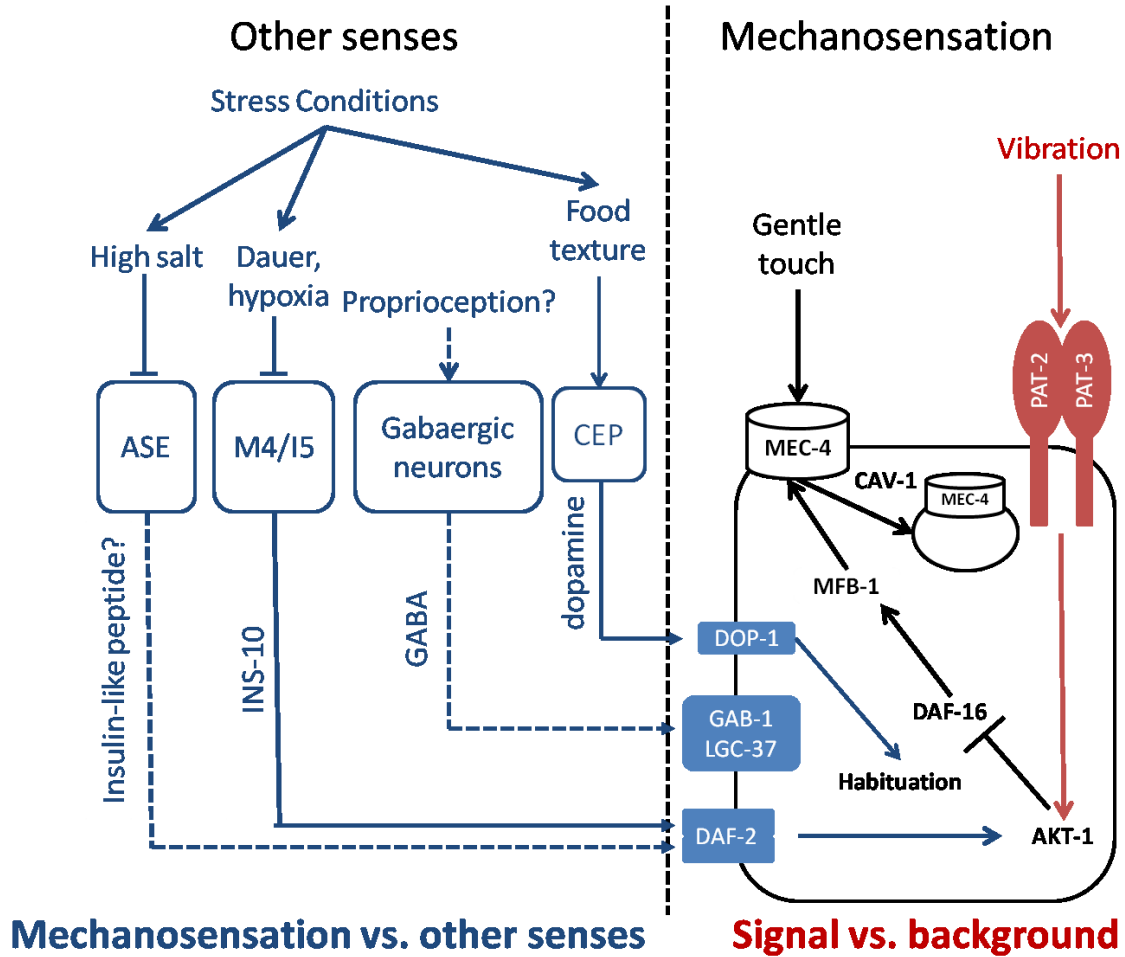 Other senses
Mechanosensation
Stress Conditions
Vibration
Food
texture
Gentle
touch
High salt
Dauer,
hypoxia
Proprioception?
PAT-2
PAT-3
ASE
M4/I5
Gabaergic
neurons
CEP
MEC-4
CAV-1
MEC-4
Insulin-like peptide?
INS-10
GABA
dopamine
MFB-1
DOP-1
GAB-1
LGC-37
DAF-16
Habituation
DAF-2
AKT-1
Mechanosensation vs. other senses
Signal vs. background